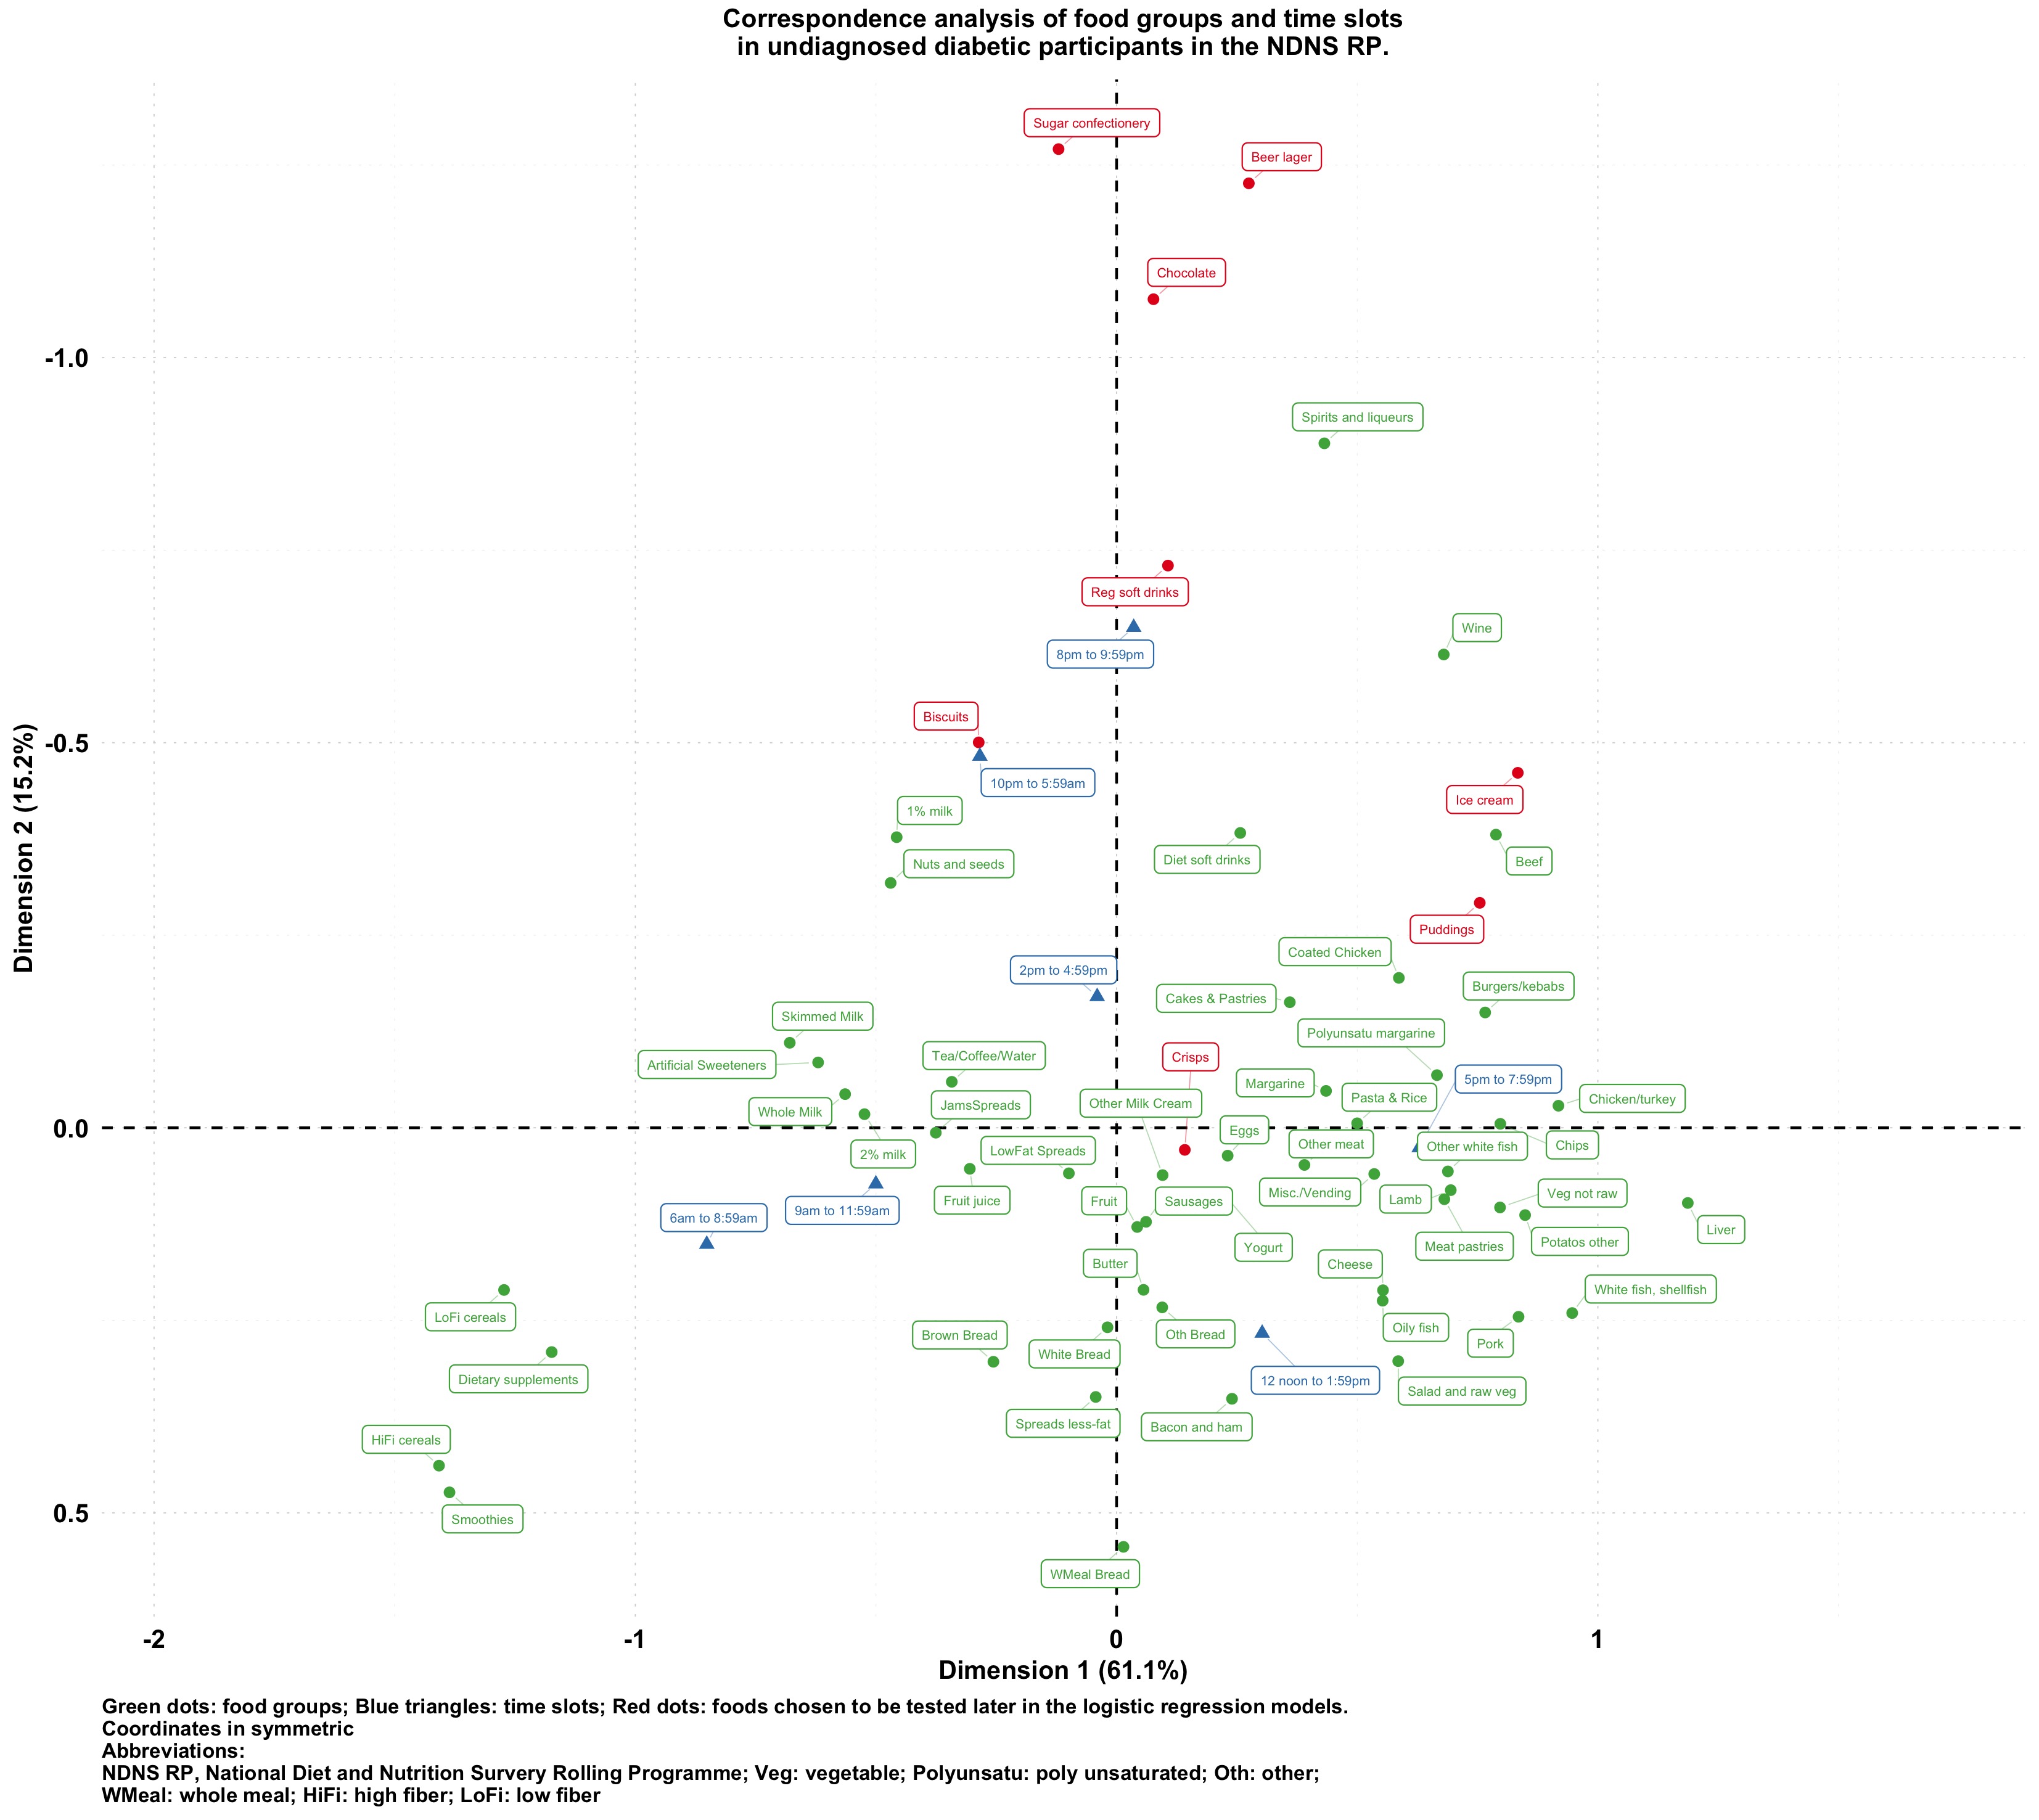 Correspondence analysis of food groups and time slots
in undiagnosed diabetic participants in the NDNS RP.
Sugar confectionery
Beer lager
Chocolate
-1.0
Spirits and liqueurs
Reg soft drinks
Wine
8pm to 9:59pm
Biscuits
-0.5
10pm to 5:59am
Ice cream
1% milk
Diet soft drinks
Beef
Nuts and seeds
Puddings
Coated Chicken
2pm to 4:59pm
Burgers/kebabs
Cakes & Pastries
Skimmed Milk
Polyunsatu margarine
Tea/Coffee/Water
Crisps
Artificial Sweeteners
5pm to 7:59pm
Margarine
Pasta & Rice
Chicken/turkey
JamsSpreads
Other Milk Cream
Whole Milk
0.0
Eggs
Other meat
Other white fish
Chips
LowFat Spreads
2% milk
Misc./Vending
Veg not raw
Lamb
Fruit juice
Fruit
Sausages
9am to 11:59am
6am to 8:59am
Liver
Potatos other
Meat pastries
Yogurt
Butter
Cheese
White fish, shellfish
LoFi cereals
Oily fish
Oth Bread
Brown Bread
Pork
White Bread
Dietary supplements
12 noon to 1:59pm
Salad and raw veg
Spreads less-fat
Bacon and ham
HiFi cereals
0.5
Smoothies
WMeal Bread
Dimension 2 (15.2%)
-2
-1
0
1
Dimension 1 (61.1%)
Green dots: food groups; Blue triangles: time slots; Red dots: foods chosen to be tested later in the logistic regression models.
Coordinates in symmetric
Abbreviations:
NDNS RP, National Diet and Nutrition Survery Rolling Programme; Veg: vegetable; Polyunsatu: poly unsaturated; Oth: other;
WMeal: whole meal; HiFi: high fiber; LoFi: low fiber